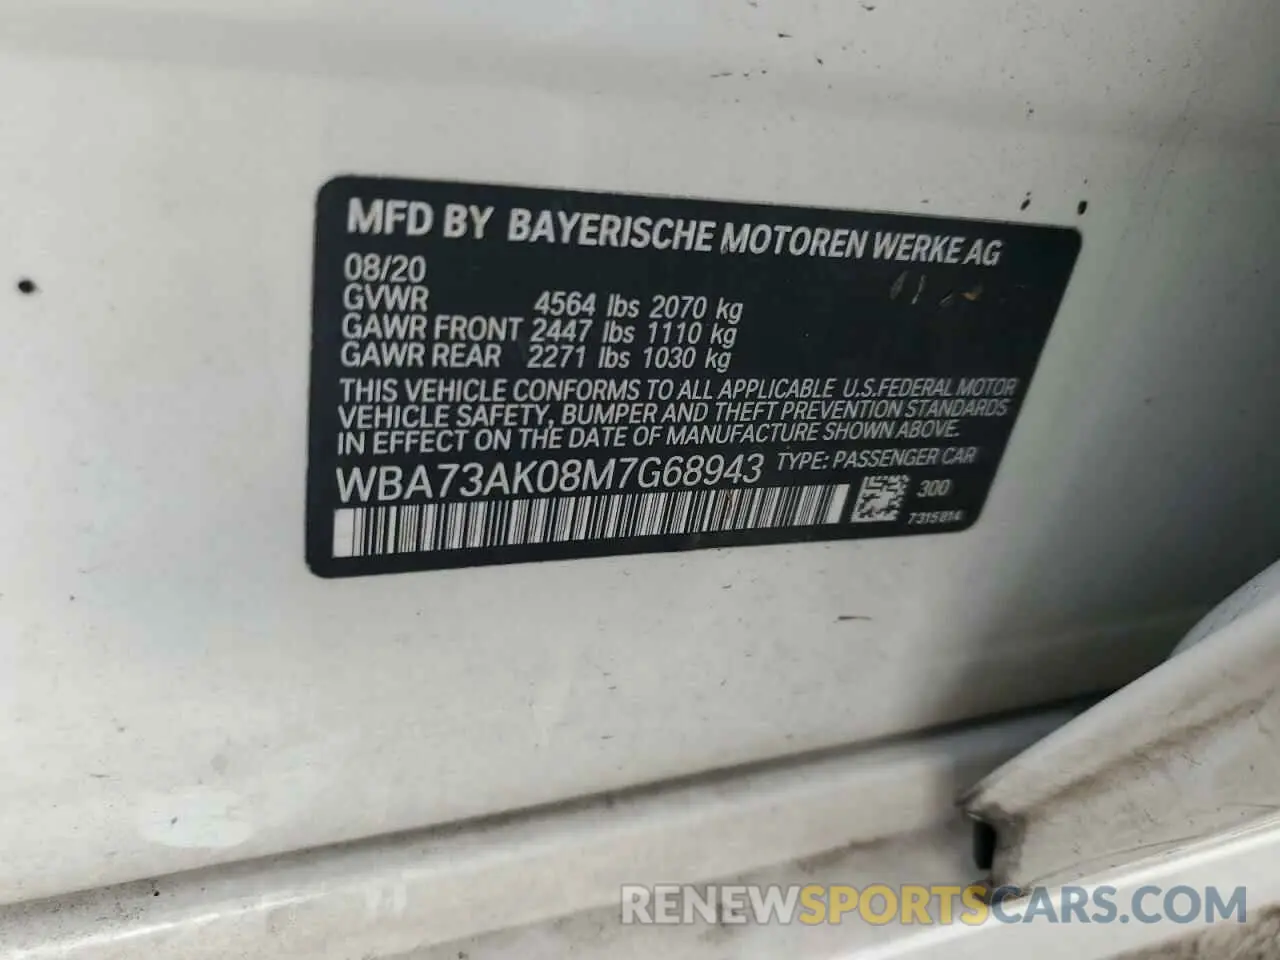 MFD BY BAYERISCHE MOTOREN WERKE AG
08/20
GVWR 4564 lbs 2070 kg
GAWR FRONT 2447 lbs 1110 kg
GAWR REAR 2271 lbs 1030 kg
THIS VEHICLE CONFORMS TO ALL APPLICABLE U.S.FEDERAL MOTOR
VEHICLE SAFETY, BUMPER AND THEFT PREVENTION STANDARDS
IN EFFECT ON THE DATE OF MANUFACTURE SHOWN ABOVE.
WBA73AK08M7G68943 TYPE: PASSENGER CAR
300
7315814
RENEWSPORTSCARS.COM